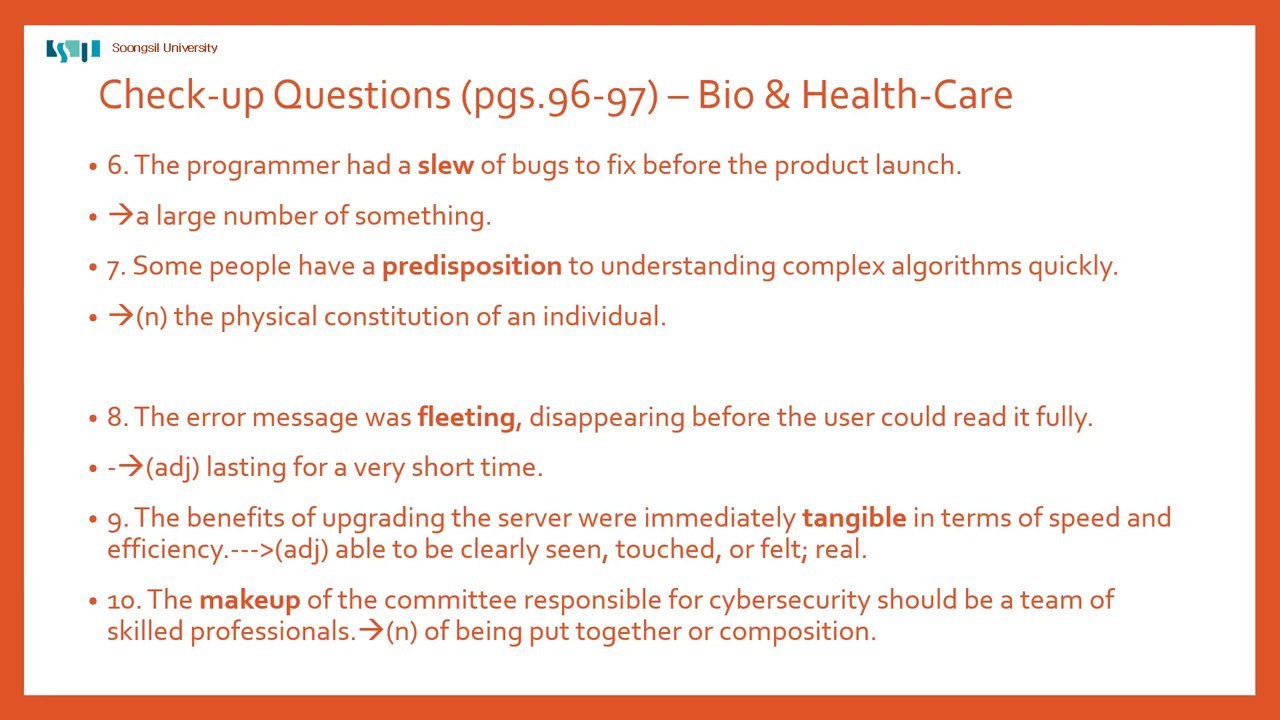 Soongsil University
Check-up Questions (pgs.96-97) – Bio & Health-Care
• 6. The programmer had a slew of bugs to fix before the product launch.
• →a large number of something.
• 7. Some people have a predisposition to understanding complex algorithms quickly.
• →(n) the physical constitution of an individual.
• 8. The error message was fleeting, disappearing before the user could read it fully.
• -→(adj) lasting for a very short time.
• 9. The benefits of upgrading the server were immediately tangible in terms of speed and
efficiency.--->(adj) able to be clearly seen, touched, or felt; real.
• 10. The makeup of the committee responsible for cybersecurity should be a team of
skilled professionals.→(n) of being put together or composition.